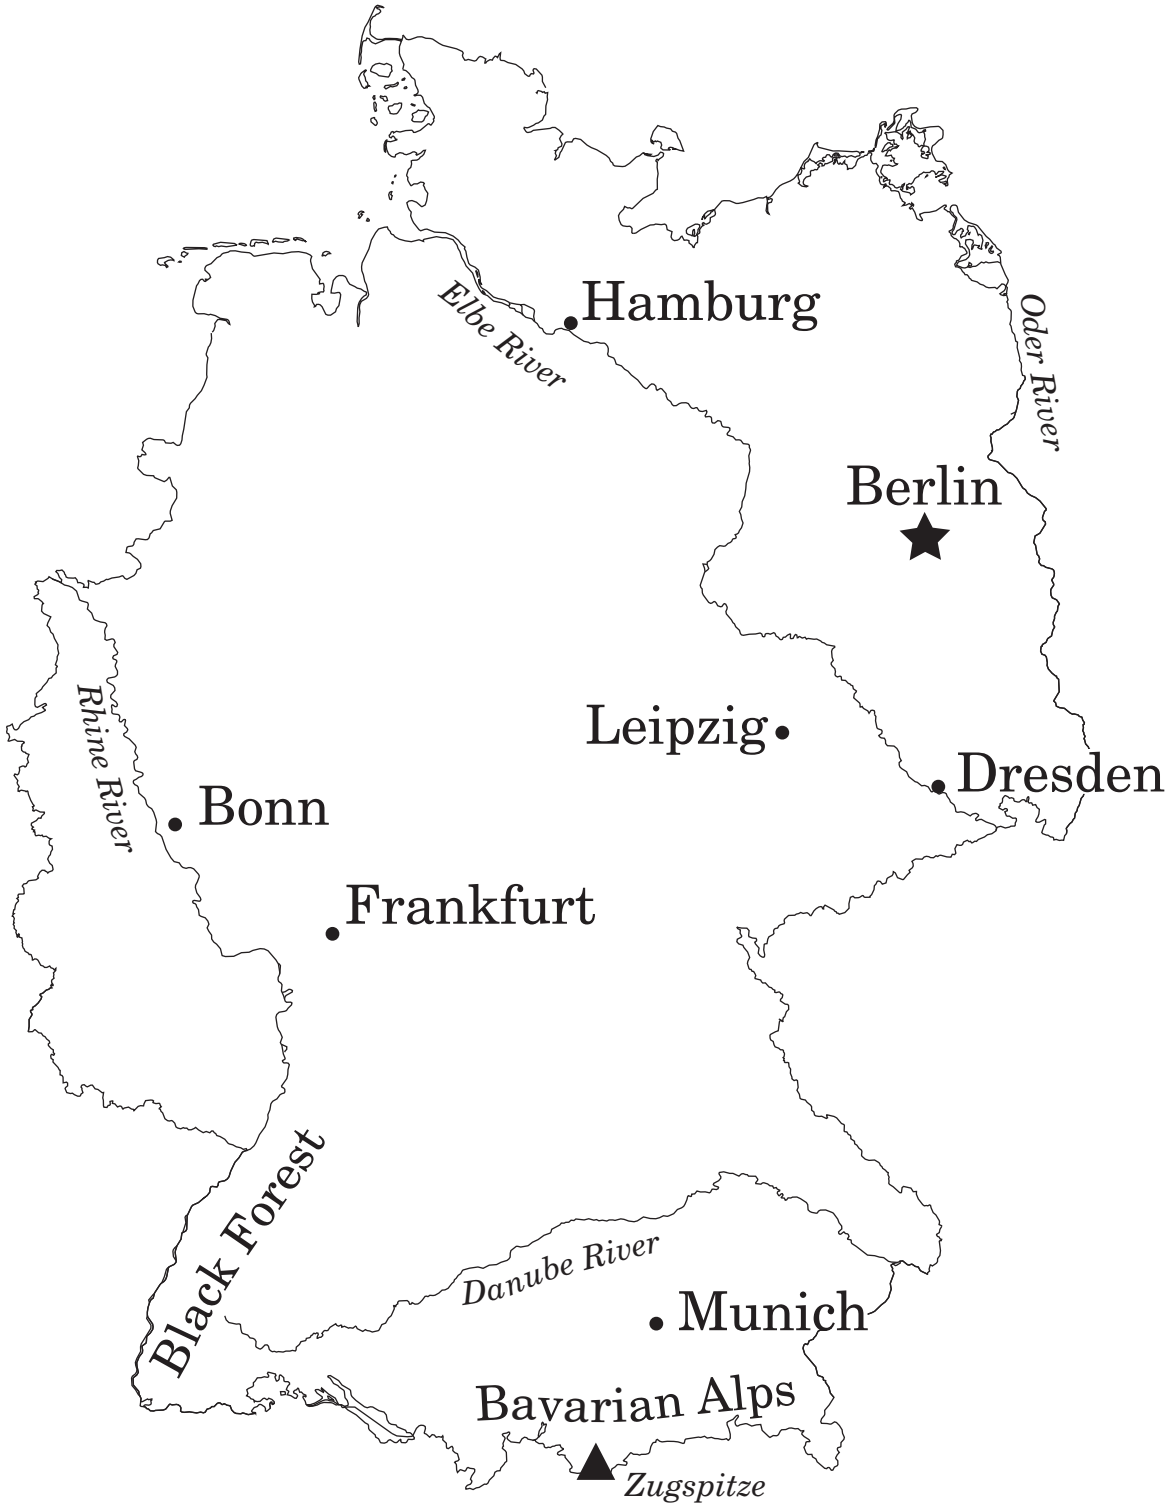 Hamburg
Elbe River
Oder River
Berlin
Leipzig
Dresden
Rhine River
Bonn
Frankfurt
Black Forest
Danube River
Munich
Bavarian Alps
Zugspitze